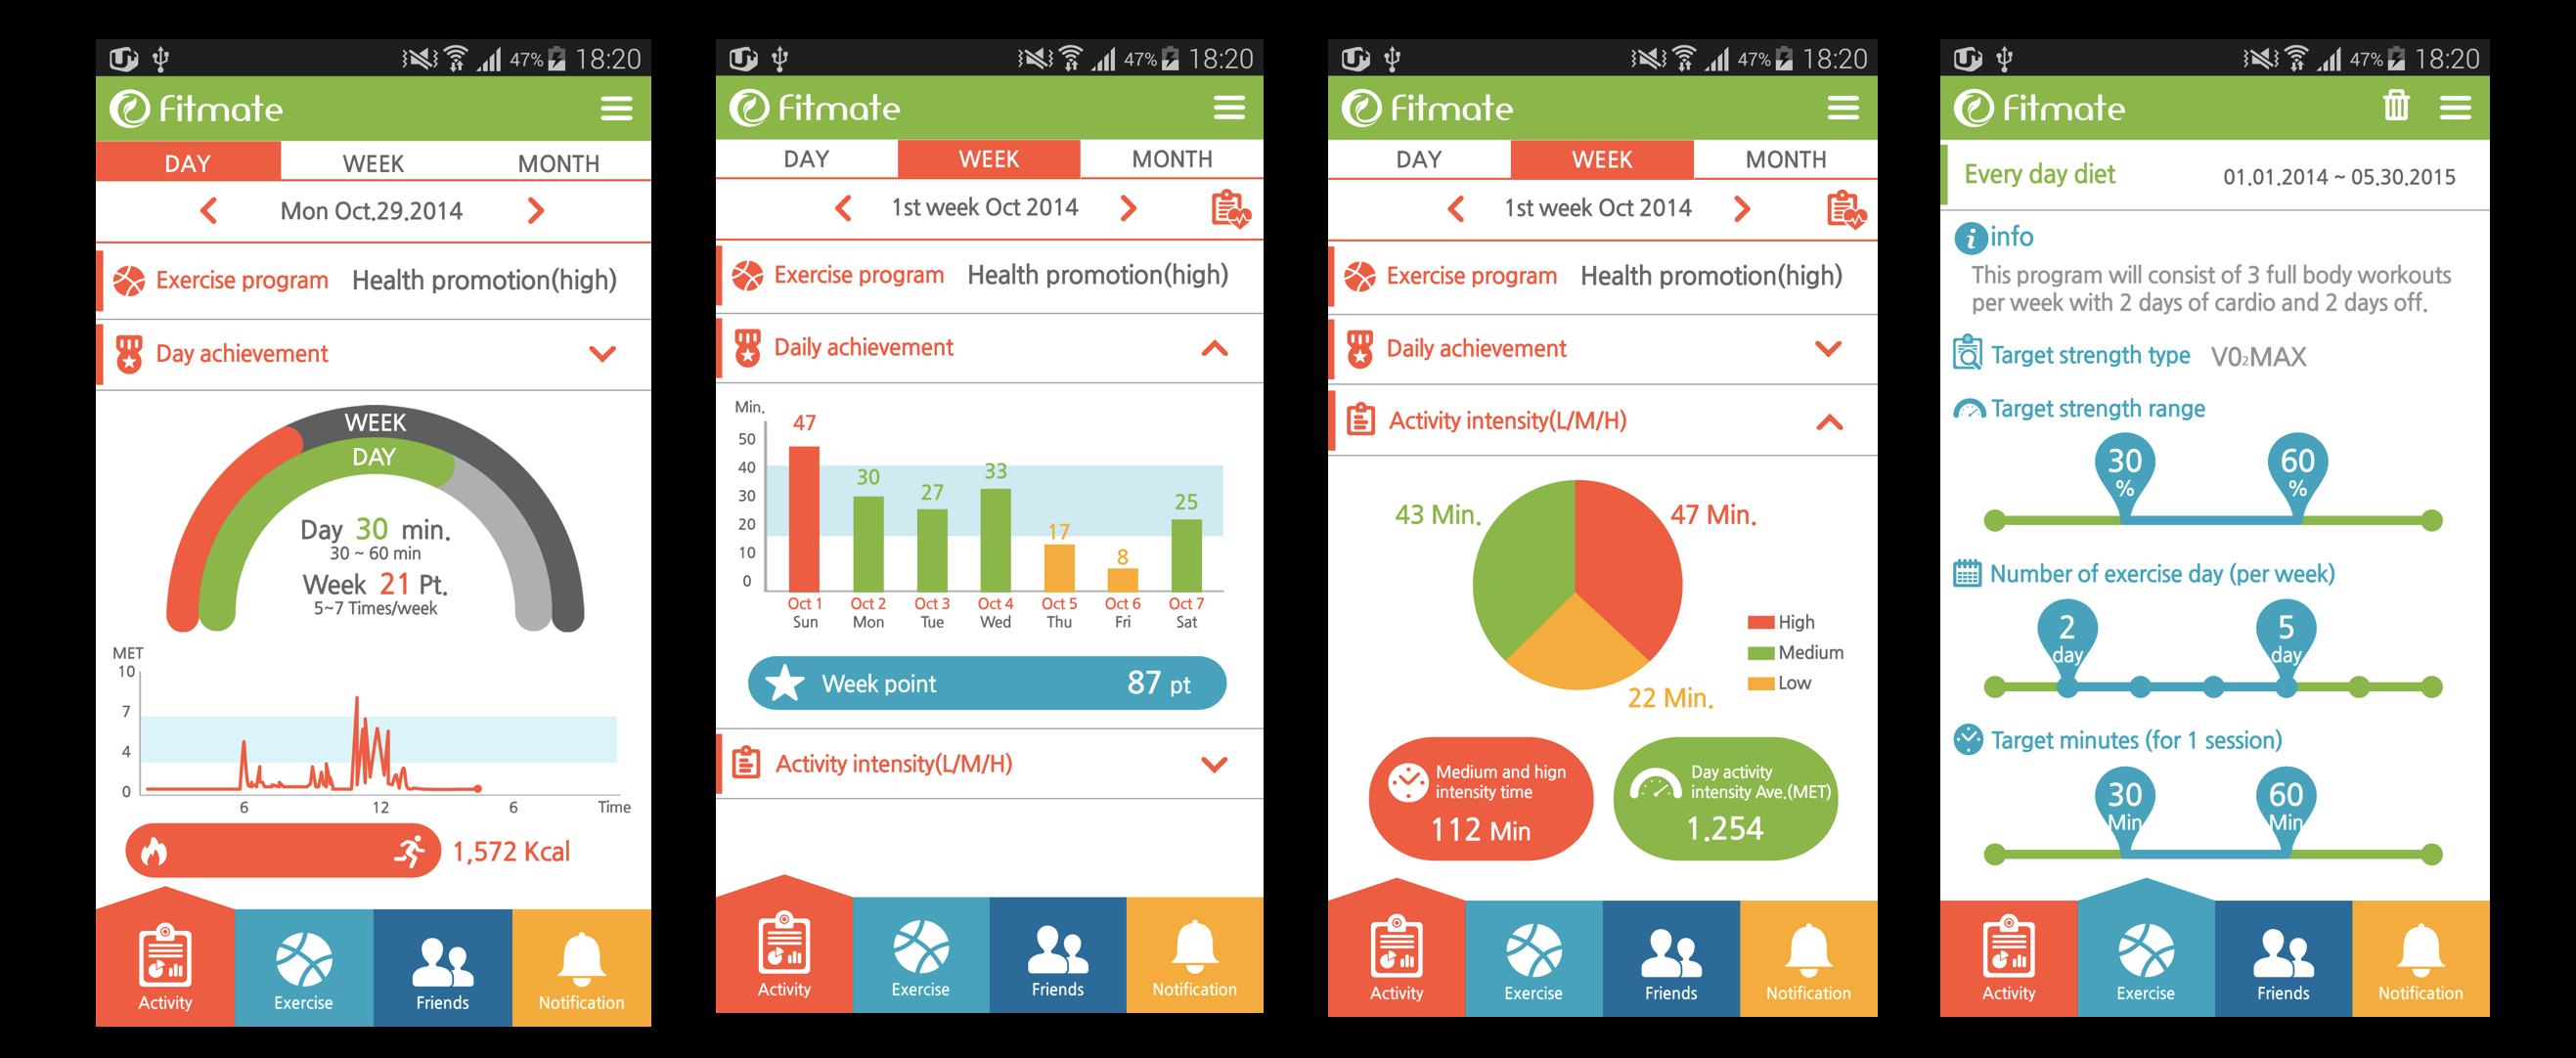 47% 18:20
Fitmate
DAY WEEK MONTH
Mon Oct.29.2014
Exercise program Health promotion(high)
Day achievement
WEEK
DAY
Day 30 min.
30 ~ 60 min
Week 21 Pt.
5~7 Times/week
MET
10
7
4
0
6 12 6 Time
1,572 Kcal
Activity Exercise Friends Notification
47% 18:20
Fitmate
DAY WEEK MONTH
1st week Oct 2014
Exercise program Health promotion(high)
Daily achievement
Min.
50
40
30
20
10
0
47 30 27 33 17 8 25
Oct 1 Oct 2 Oct 3 Oct 4 Oct 5 Oct 6 Oct 7
Sun Mon Tue Wed Thu Fri Sat
Week point 87 pt
Activity intensity(L/M/H)
Activity Exercise Friends Notification
47% 18:20
Fitmate
DAY WEEK MONTH
1st week Oct 2014
Exercise program Health promotion(high)
Daily achievement
Activity intensity(L/M/H)
43 Min. 47 Min.
22 Min.
High
Medium
Low
Medium and hign
intensity time
112 Min
Day activity
intensity Ave.(MET)
1.254
Activity Exercise Friends Notification
47% 18:20
Fitmate
Every day diet 01.01.2014 ~ 05.30.2015
i info
This program will consist of 3 full body workouts
per week with 2 days of cardio and 2 days off.
Target strength type V0₂MAX
Target strength range
30 60
% %
Number of exercise day (per week)
2 5
day day
Target minutes (for 1 session)
30 60
Min Min
Activity Exercise Friends Notification